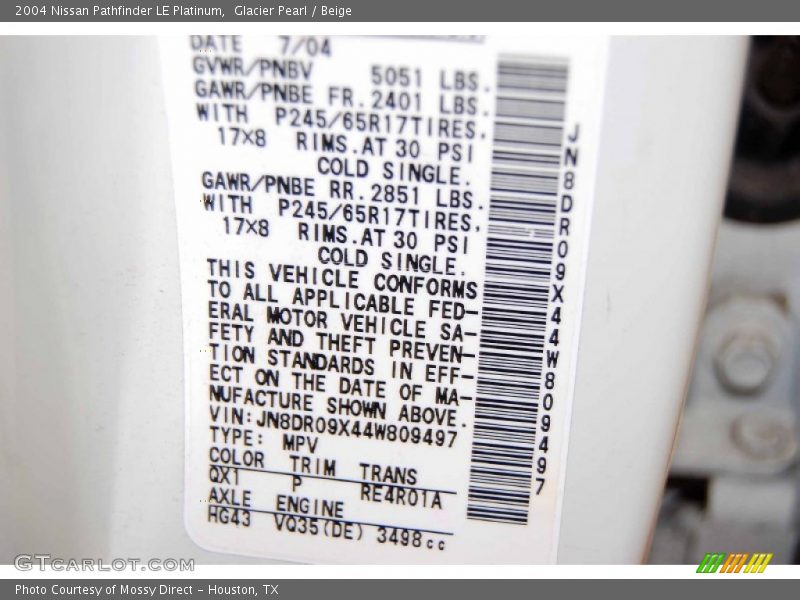 2004 Nissan Pathfinder LE Platinum,  Glacier Pearl / Beige
DATE 7/04
GVWR/PNBV 5051 LBS.
GAWR/PNBE FR. 2401 LBS.
WITH P245/65R17TIRES.
17×8 RIMS. AT 30 PSI
COLD SINGLE.
GAWR/PNBE RR. 2851 LBS.
WITH P245/65R17TIRES.
17×8 RIMS. AT 30 PSI
COLD SINGLE.
THIS VEHICLE CONFORMS
TO ALL APPLICABLE FED-
ERAL MOTOR VEHICLE SA-
FETY AND THEFT PREVEN-
TION STANDARDS IN EFF-
ECT ON THE DATE OF MA-
NUFACTURE SHOWN ABOVE.
VIN: JN8DR09X44W809497
TYPE: MPV
COLOR TRIM TRANS
QX1 P RE4R01A
AXLE ENGINE
HG43 VQ35(DE) 3498cc
JN8DR09X44W809497
GTCARLOT.COM
Photo Courtesy of Mossy Direct - Houston, TX